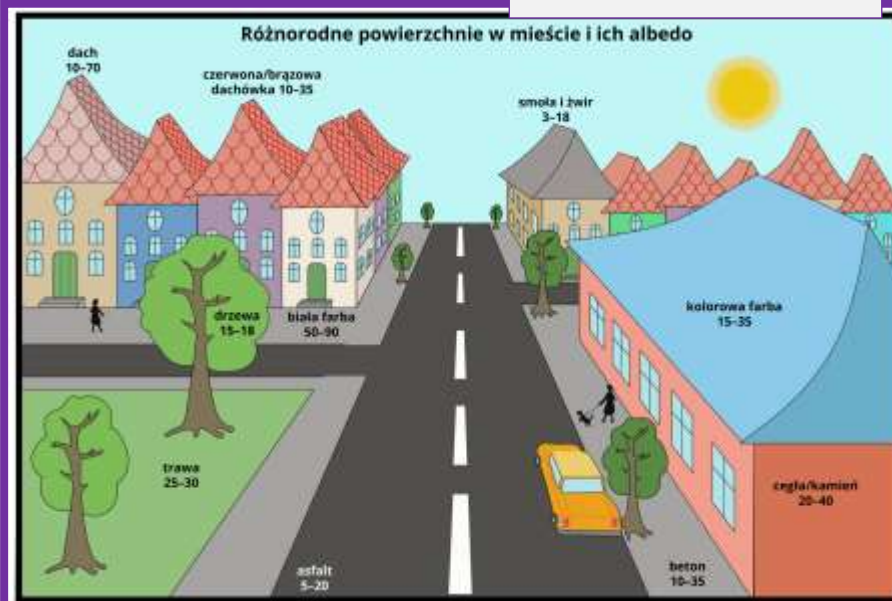 Różnorodne powierzchnie w mieście i ich albedo
dach
10–70
czerwona/brązowa
dachówka 10–35
smoła i żwir
3–18
drzewa
15–18
biała farba
50–90
kolorowa farba
15–35
trawa
25–30
cegła/kamień
20–40
asfalt
5–20
beton
10–35